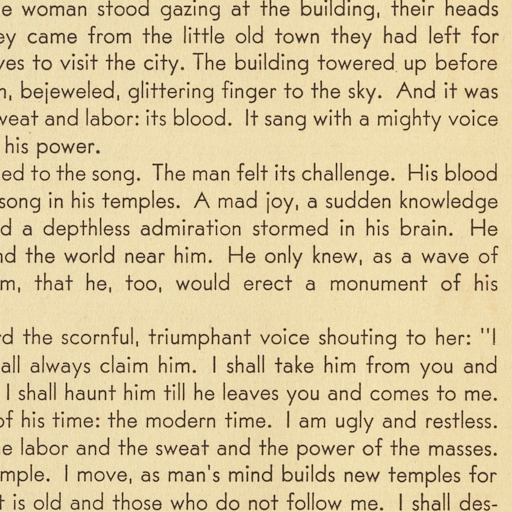 e woman stood gazing at the building, their heads
ey came from the little old town they had left for
ves to visit the city. The building towered up before
n, bejeweled, glittering finger to the sky. And it was
weat and labor: its blood. It sang with a mighty voice
his power.
ed to the song. The man felt its challenge. His blood
song in his temples. A mad joy, a sudden knowledge
d a depthless admiration stormed in his brain. He
nd the world near him. He only knew, as a wave of
m, that he, too, would erect a monument of his
rd the scornful, triumphant voice shouting to her: "I
all always claim him. I shall take him from you and
I shall haunt him till he leaves you and comes to me.
of his time: the modern time. I am ugly and restless.
e labor and the sweat and the power of the masses.
mple. I move, as man's mind builds new temples for
t is old and those who do not follow me. I shall des-